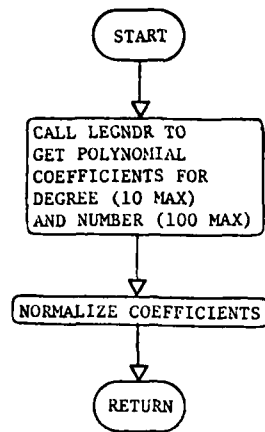 START
CALL LEGNDR TO
GET POLYNOMIAL
COEFFICIENTS FOR
DEGREE (10 MAX)
AND NUMBER (100 MAX)
NORMALIZE COEFFICIENTS
RETURN